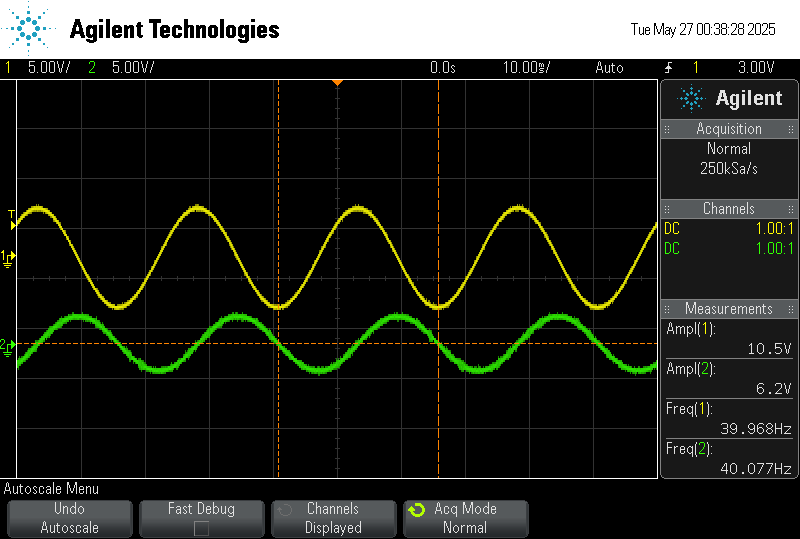 Agilent Technologies
Tue May 27 00:38:28 2025
1 5.00V/ 2 5.00V/ 0.0s 10.00ms/ Auto 1 3.00V
Agilent
Acquisition
Normal
250kSa/s
Channels
DC 1.00:1
DC 1.00:1
Measurements
Ampl(1):
10.5V
Ampl(2):
6.2V
Freq(1):
39.968Hz
Freq(2):
40.077Hz
T
1
2
Autoscale Menu
Undo
Autoscale
Fast Debug
Channels
Displayed
Acq Mode
Normal